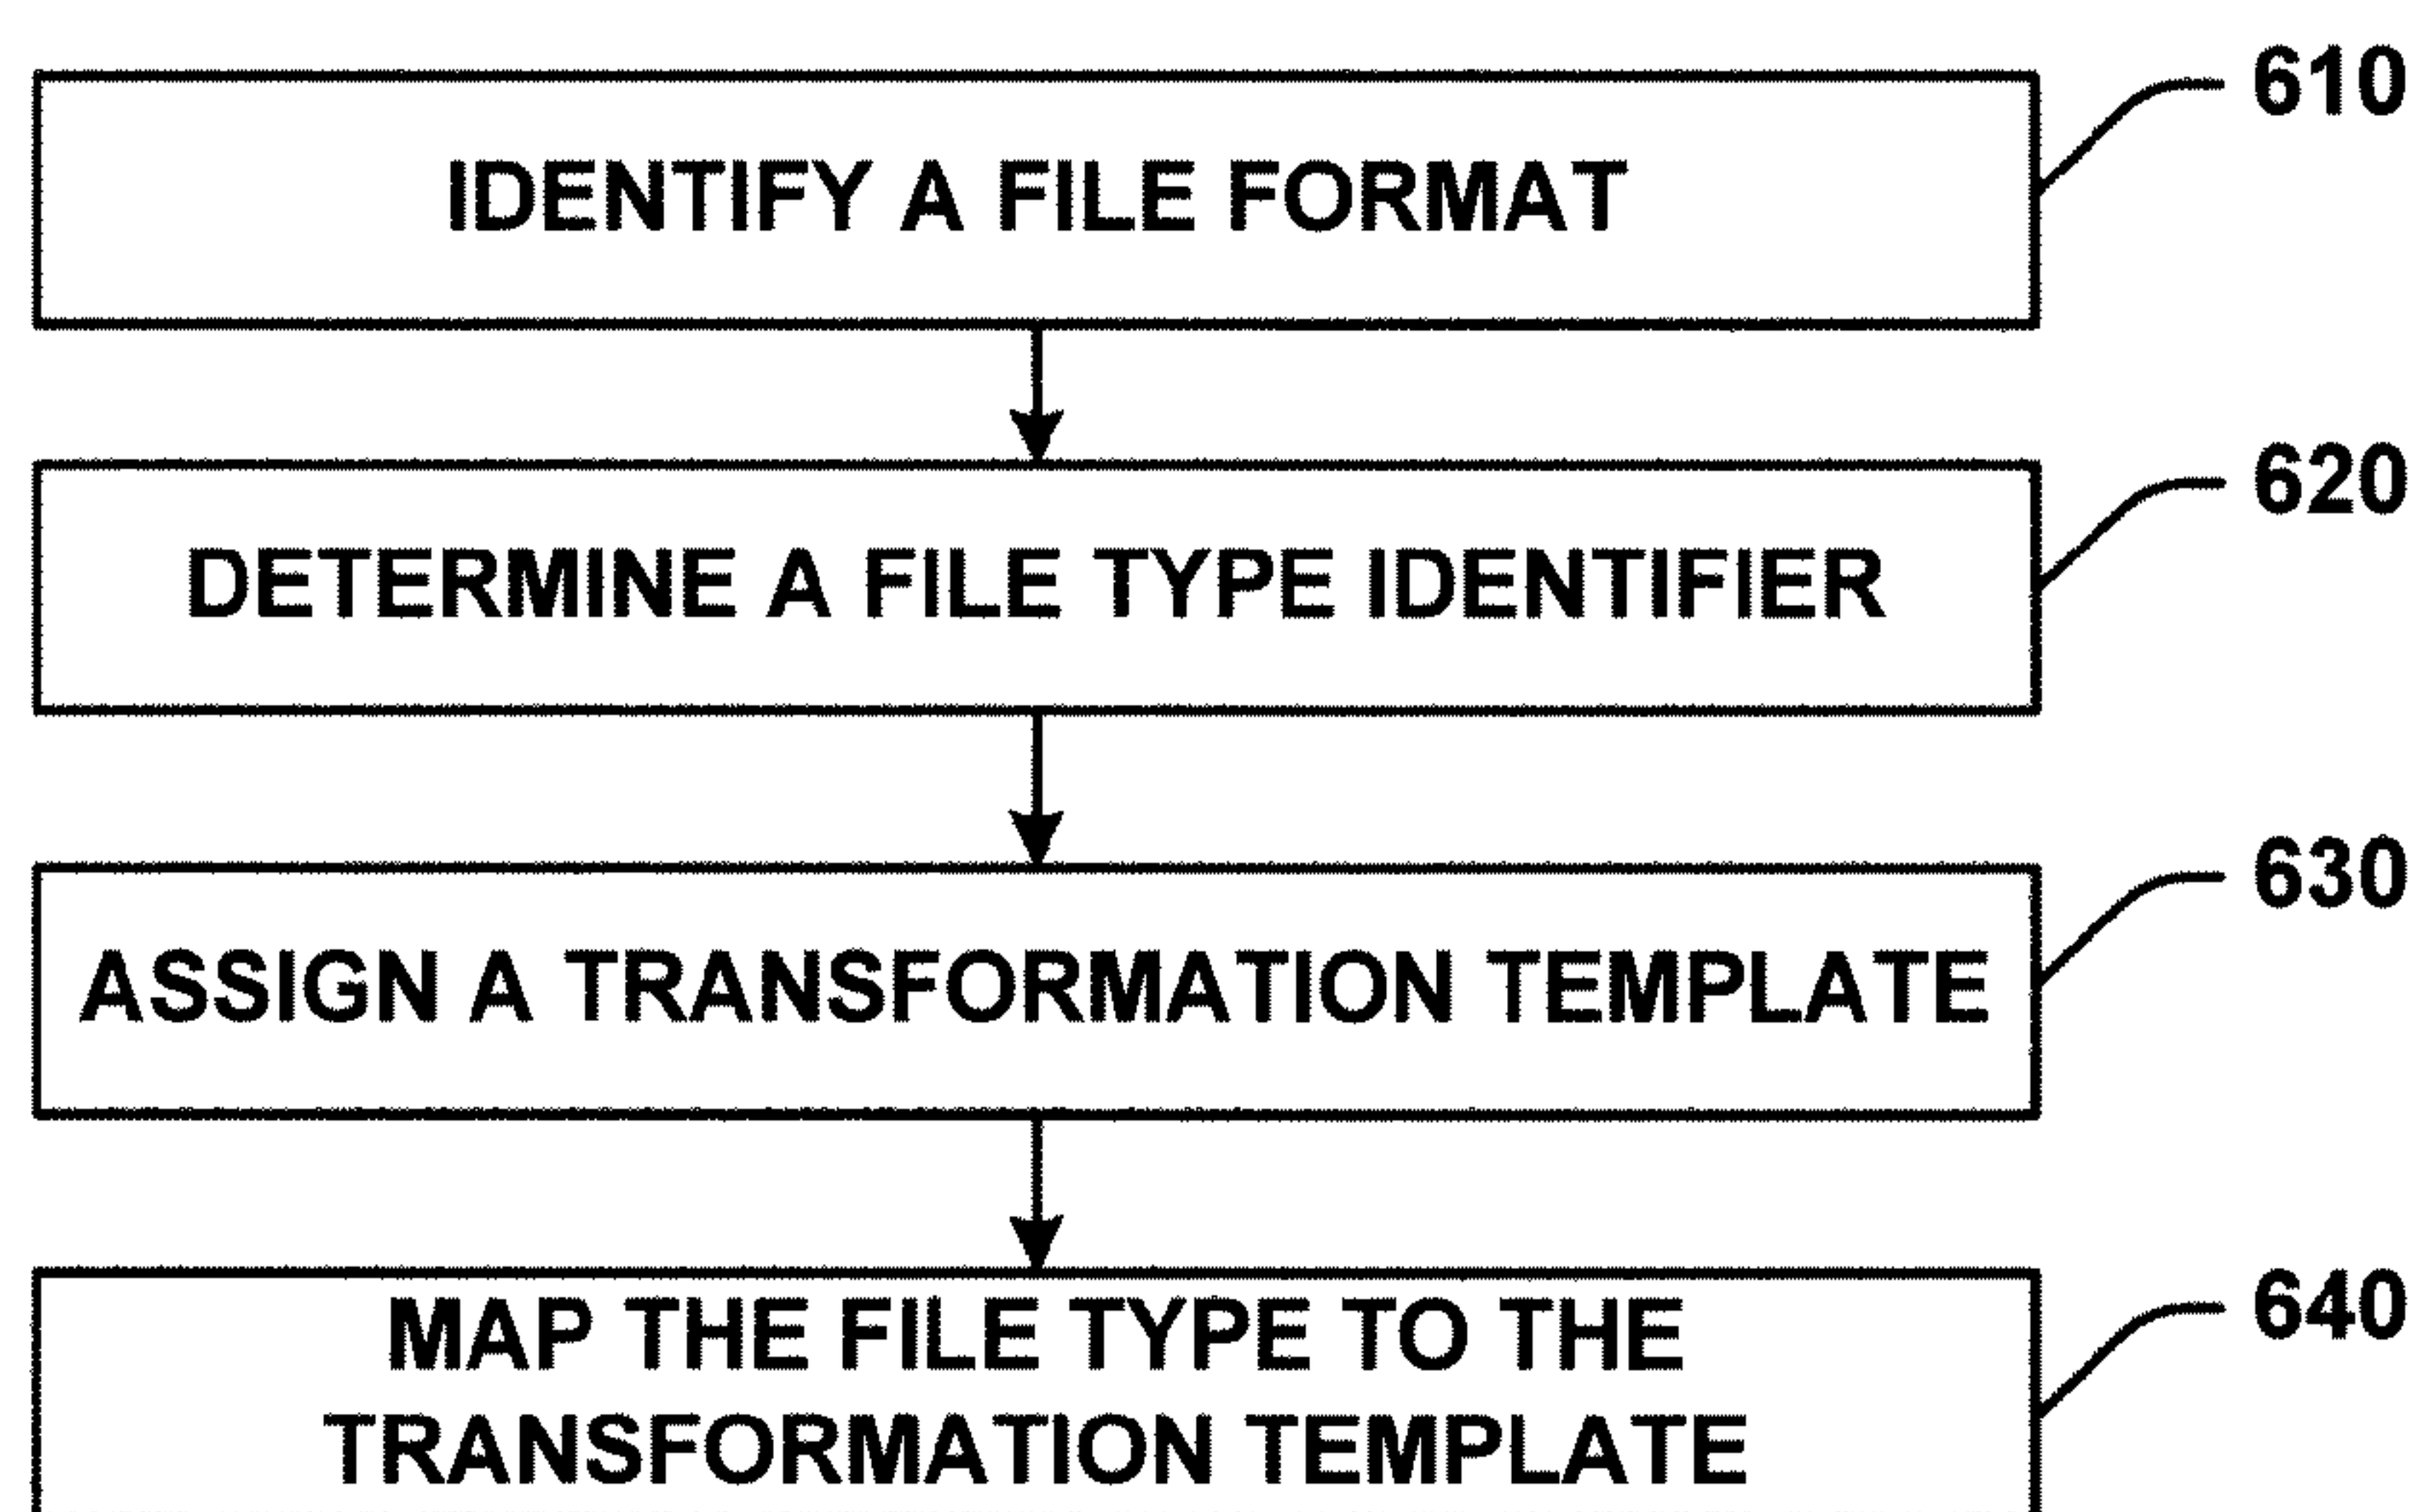 610
IDENTIFY A FILE FORMAT
620
DETERMINE A FILE TYPE IDENTIFIER
630
ASSIGN A TRANSFORMATION TEMPLATE
640
MAP THE FILE TYPE TO THE
TRANSFORMATION TEMPLATE